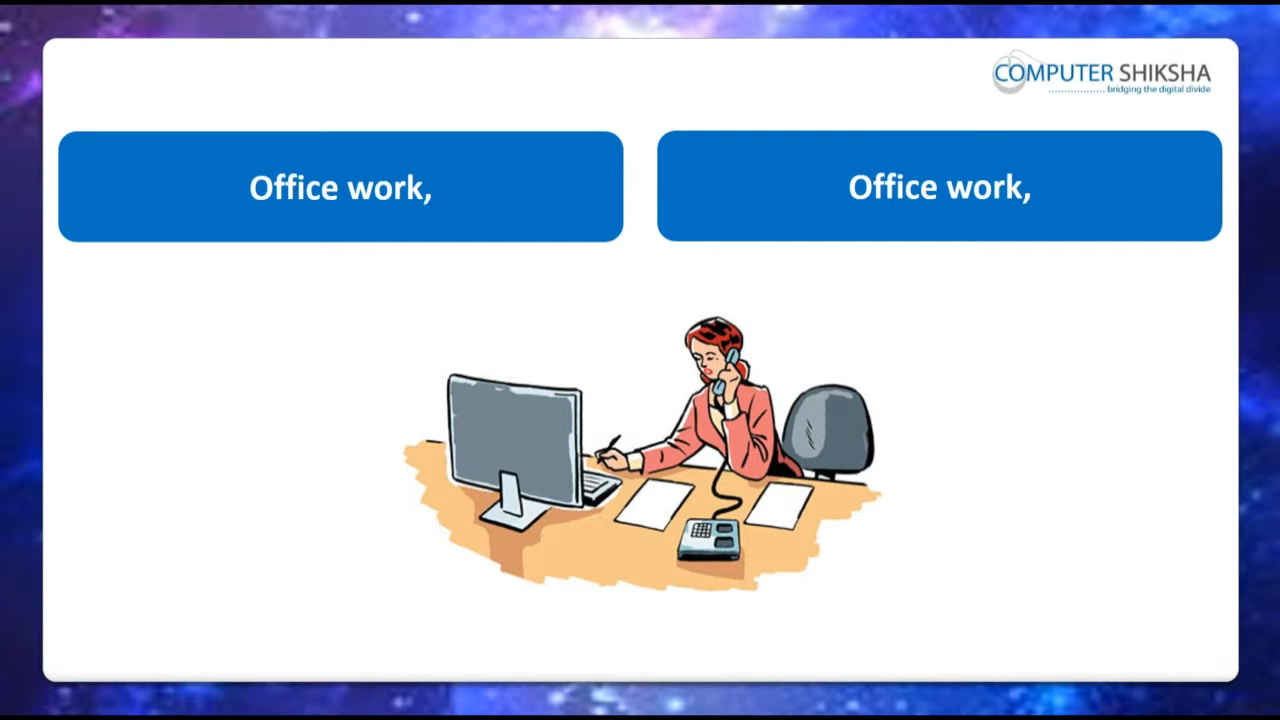 COMPUTER SHIKSHA
.................. bridging the digital divide
Office work,
Office work,